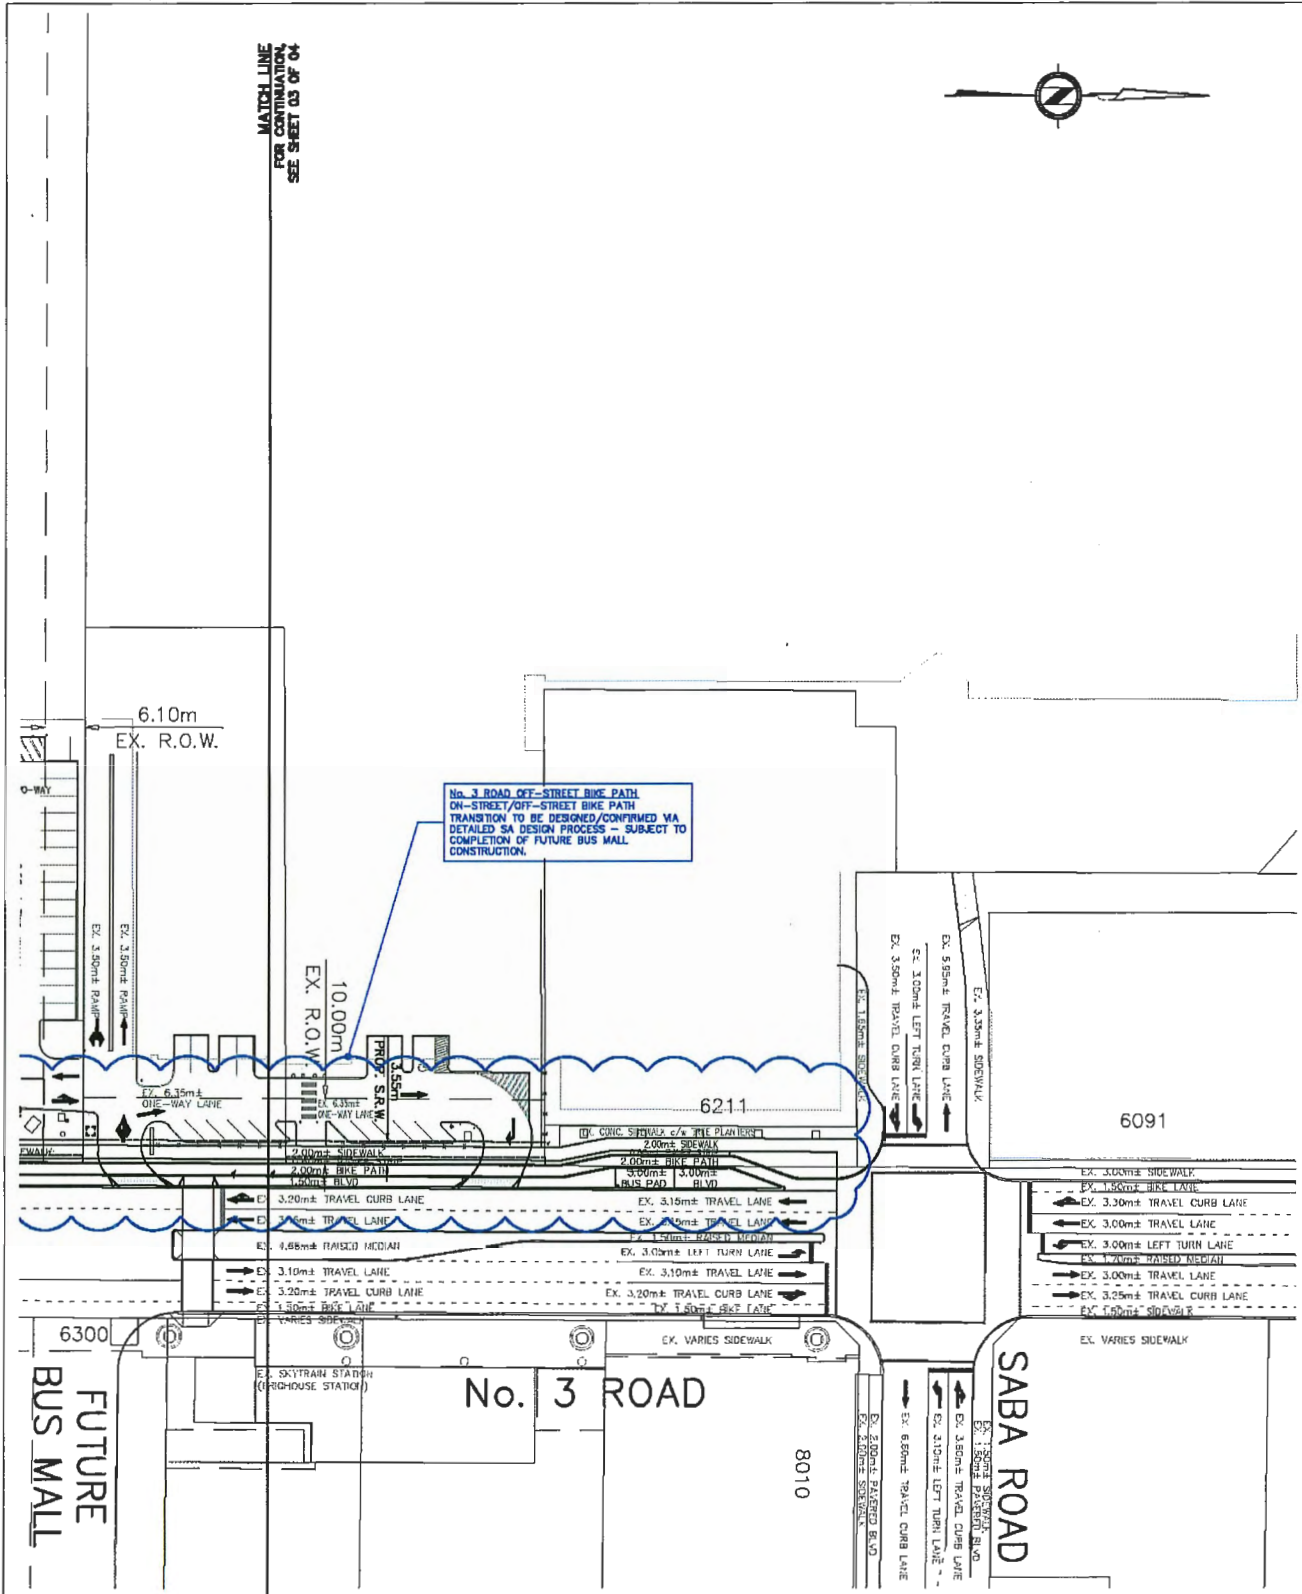 MATCH LINE
FOR CONTINUATION,
SEE SHEET 03 OF 04
Z
6.10m
EX. R.O.W.
O-WAY
No. 3 ROAD OFF-STREET BIKE PATH
ON-STREET/OFF-STREET BIKE PATH
TRANSITION TO BE DESIGNED/CONFIRMED VIA
DETAILED SA DESIGN PROCESS - SUBJECT TO
COMPLETION OF FUTURE BUS MALL
CONSTRUCTION.
EX. 3.50m± RAMP
EX. 3.50m± RAMP
10.00m
EX. R.O.W.
3.55m
PROP. S.R.W.
EX. 1.65m± SIDEWALK
EX. 3.50m± TRAVEL CURB LANE
EX. 3.00m± LEFT TURN LANE
EX. 5.95m± TRAVEL CURB LANE
EX. 3.35m± SIDEWALK
EX. 6.35m±
ONE-WAY LANE
EX. 6.35m±
ONE-WAY LANE
6211
6091
EX. CONC. SIDEWALK c/w TREE PLANTERS
2.00m± SIDEWALK
2.00m± SIDEWALK
2.00m± BIKE PATH
2.00m± BIKE PATH
1.50m± BLVD
3.00m±
BUS PAD
3.00m±
BLVD
EX. 3.20m± TRAVEL CURB LANE
EX. 3.15m± TRAVEL LANE
TRAVEL LANE
EX. 3.15m± TRAVEL LANE
EX. 1.50m± RAISED MEDIAN
EX. 4.68m± RAISED MEDIAN
EX. 3.05m± LEFT TURN LANE
EX. 3.10m± TRAVEL LANE
EX. 3.10m± TRAVEL LANE
EX. 3.20m± TRAVEL CURB LANE
EX. 3.20m± TRAVEL CURB LANE
EX. 1.50m± BIKE LANE
EX. 1.50m± BIKE LANE
EX. VARIES SIDEWALK
EX. VARIES SIDEWALK
EX. 3.00m± SIDEWALK
EX. 1.50m± BIKE LANE
EX. 3.30m± TRAVEL CURB LANE
EX. 3.00m± TRAVEL LANE
EX. 3.00m± LEFT TURN LANE
EX. 1.70m± RAISED MEDIAN
EX. 3.00m± TRAVEL LANE
EX. 3.25m± TRAVEL CURB LANE
EX. 1.50m± SIDEWALK
EX. VARIES SIDEWALK
6300
EX. SKYTRAIN STATION
(BRIGHOUSE STATION)
No. 3 ROAD
FUTURE
BUS MALL
8010
EX. 2.00m± SIDEWALK
EX. 2.00m± PAVERED BLVD
EX. 6.60m± TRAVEL CURB LANE
EX. 3.10m± LEFT TURN LANE
EX. 3.50m± TRAVEL CURB LANE
EX. 1.50m± PAVERED BLVD
EX. 1.50m± SIDEWALK
SABA ROAD